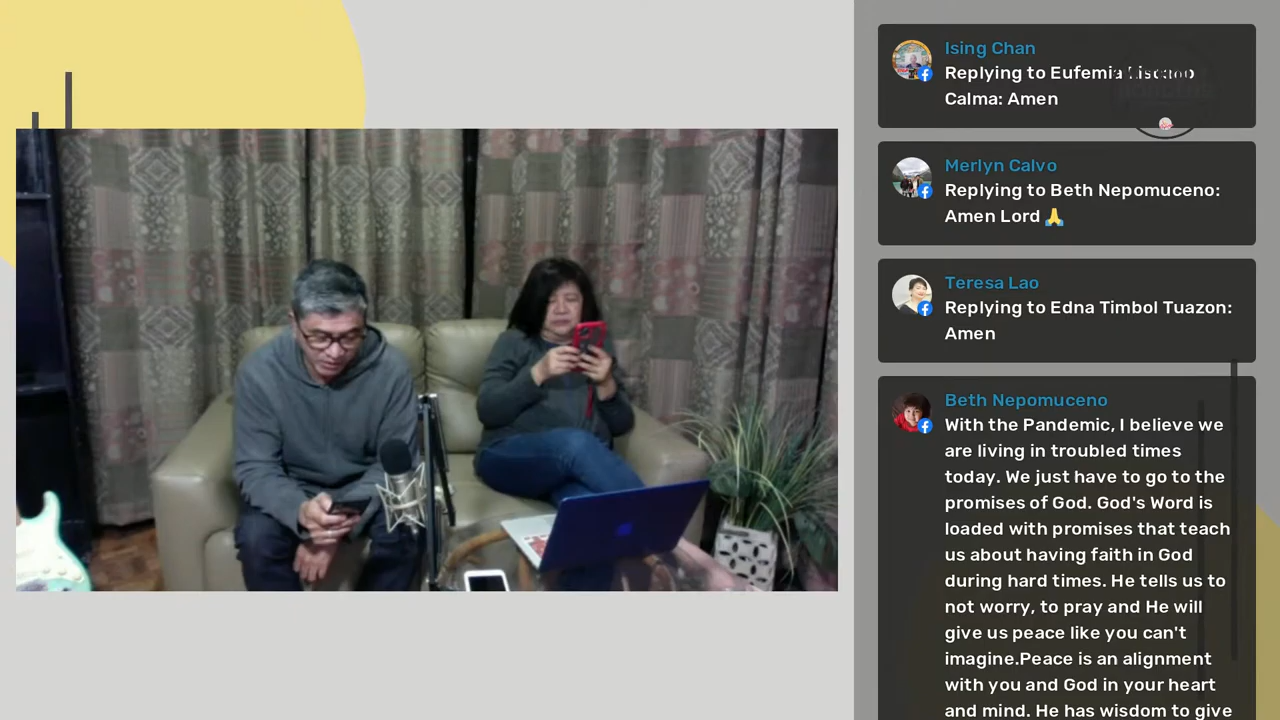 Ising Chan
Replying to Eufemia Liscano
Calma: Amen
Merlyn Calvo
Replying to Beth Nepomuceno:
Amen Lord 🙏
Teresa Lao
Replying to Edna Timbol Tuazon:
Amen
Beth Nepomuceno
With the Pandemic, I believe we
are living in troubled times
today. We just have to go to the
promises of God. God's Word is
loaded with promises that teach
us about having faith in God
during hard times. He tells us to
not worry, to pray and He will
give us peace like you can't
imagine.Peace is an alignment
with you and God in your heart
and mind. He has wisdom to give